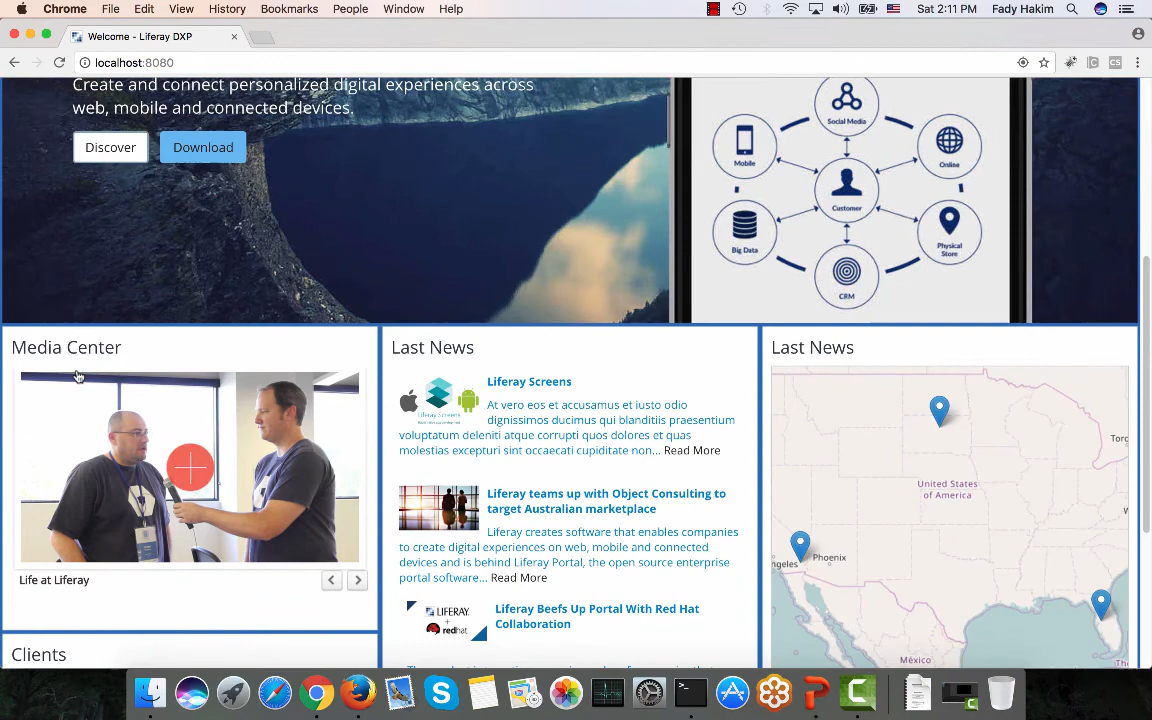 Chrome File Edit View History Bookmarks People Window Help
Sat 2:11 PM Fady Hakim
Welcome - Liferay DXP
localhost:8080
Create and connect personalized digital experiences across
web, mobile and connected devices.
Discover
Download
Social Media
Mobile
Online
Customer
Big Data
Physical
Store
CRM
Media Center
Life at Liferay
Clients
Last News
Liferay Screens
Liferay Screens
At vero eos et accusamus et iusto odio
dignissimos ducimus qui blanditiis praesentium
voluptatum deleniti atque corrupti quos dolores et quas
molestias excepturi sint occaecati cupiditate non... Read More
Liferay teams up with Object Consulting to
target Australian marketplace
Liferay creates software that enables companies
to create digital experiences on web, mobile and connected
devices and is behind Liferay Portal, the open source enterprise
portal software... Read More
LIFERAY.
+
redhat
Liferay Beefs Up Portal With Red Hat
Collaboration
Last News
United States
of America
Phoenix
geles
Torc
México